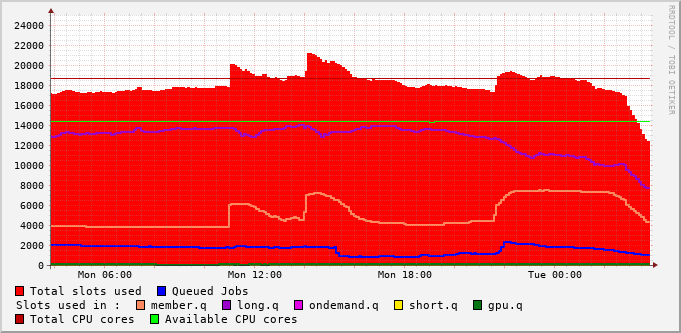 RRDTOOL / TOBI OETIKER
24000
22000
20000
18000
16000
14000
12000
10000
8000
6000
4000
2000
0
Mon 06:00 Mon 12:00 Mon 18:00 Tue 00:00
Total slots used Queued Jobs
Slots used in : member.q long.q ondemand.q short.q gpu.q
Total CPU cores Available CPU cores